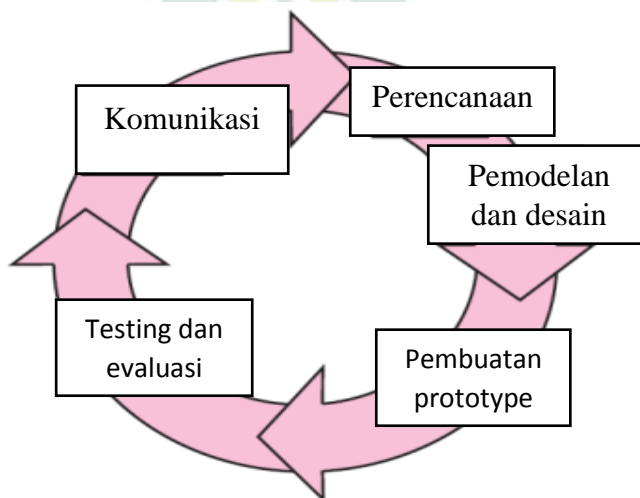 Komunikasi
Perencanaan
Pemodelan
dan desain
Pembuatan
prototype
Testing dan
evaluasi